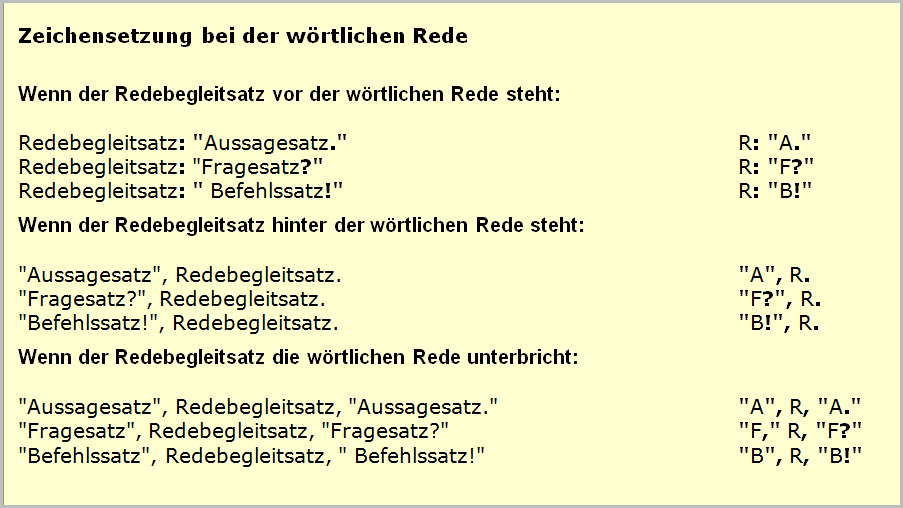 Zeichensetzung bei der wörtlichen Rede
Wenn der Redebegleitsatz vor der wörtlichen Rede steht:
Redebegleitsatz: "Aussagesatz." R: "A."
Redebegleitsatz: "Fragesatz?" R: "F?"
Redebegleitsatz: " Befehlssatz!" R: "B!"
Wenn der Redebegleitsatz hinter der wörtlichen Rede steht:
"Aussagesatz", Redebegleitsatz. "A", R.
"Fragesatz?", Redebegleitsatz. "F?", R.
"Befehlssatz!", Redebegleitsatz. "B!", R.
Wenn der Redebegleitsatz die wörtlichen Rede unterbricht:
"Aussagesatz", Redebegleitsatz, "Aussagesatz." "A", R, "A."
"Fragesatz", Redebegleitsatz, "Fragesatz?" "F," R, "F?"
"Befehlssatz", Redebegleitsatz, " Befehlssatz!" "B", R, "B!"